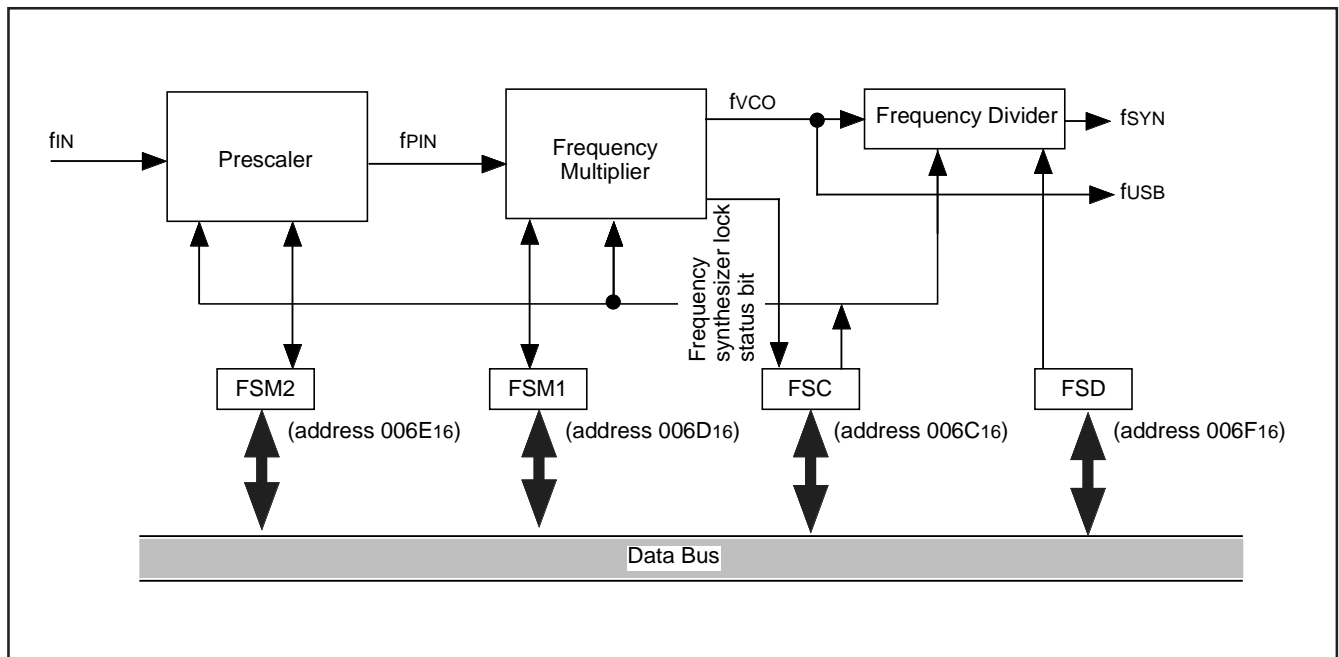 fIN
Prescaler
fPIN
Frequency
Multiplier
fVCO
Frequency Divider
fSYN
fUSB
Frequency
synthesizer lock
status bit
FSM2
(address 006E16)
FSM1
(address 006D16)
FSC
(address 006C16)
FSD
(address 006F16)
Data Bus